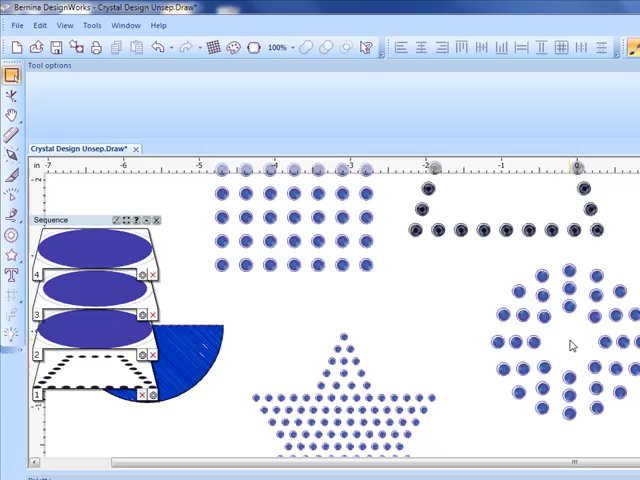 Bernina DesignWorks - Crystal Design Unsep.Draw*
File Edit View Tools Window Help
100%
Tool options
Crystal Design Unsep.Draw*
in -7 -6 -5 -4 -3 -2 -1 0
Sequence
4
3
2
1